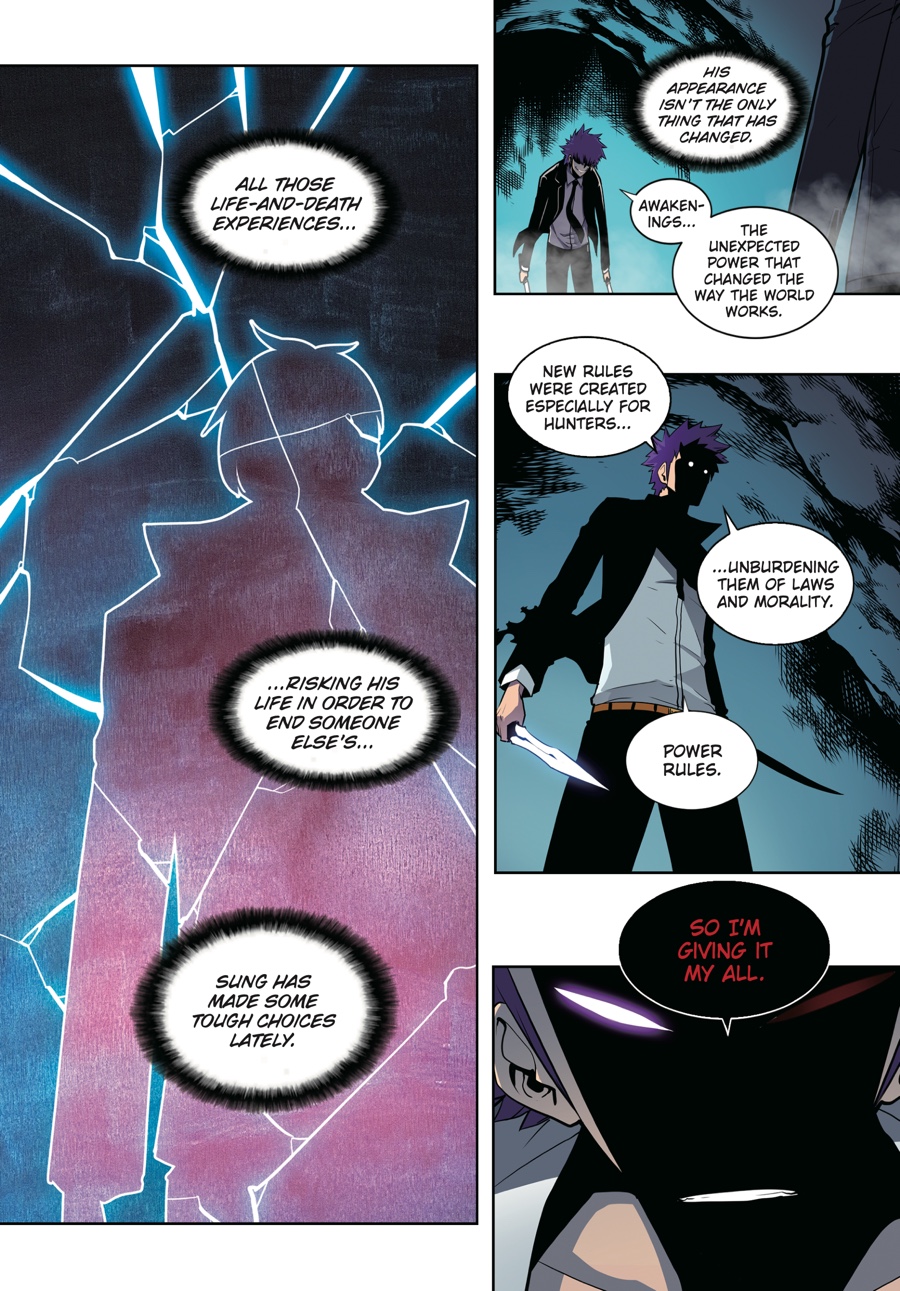 ALL THOSE
LIFE-AND-DEATH
EXPERIENCES...
...RISKING HIS
LIFE IN ORDER TO
END SOMEONE
ELSE'S...
SUNG HAS
MADE SOME
TOUGH CHOICES
LATELY.
HIS
APPEARANCE
ISN'T THE ONLY
THING THAT HAS
CHANGED.
AWAKEN-
INGS...
THE
UNEXPECTED
POWER THAT
CHANGED THE
WAY THE WORLD
WORKS.
NEW RULES
WERE CREATED
ESPECIALLY FOR
HUNTERS...
...UNBURDENING
THEM OF LAWS
AND MORALITY.
POWER
RULES.
SO I'M
GIVING IT
MY ALL.